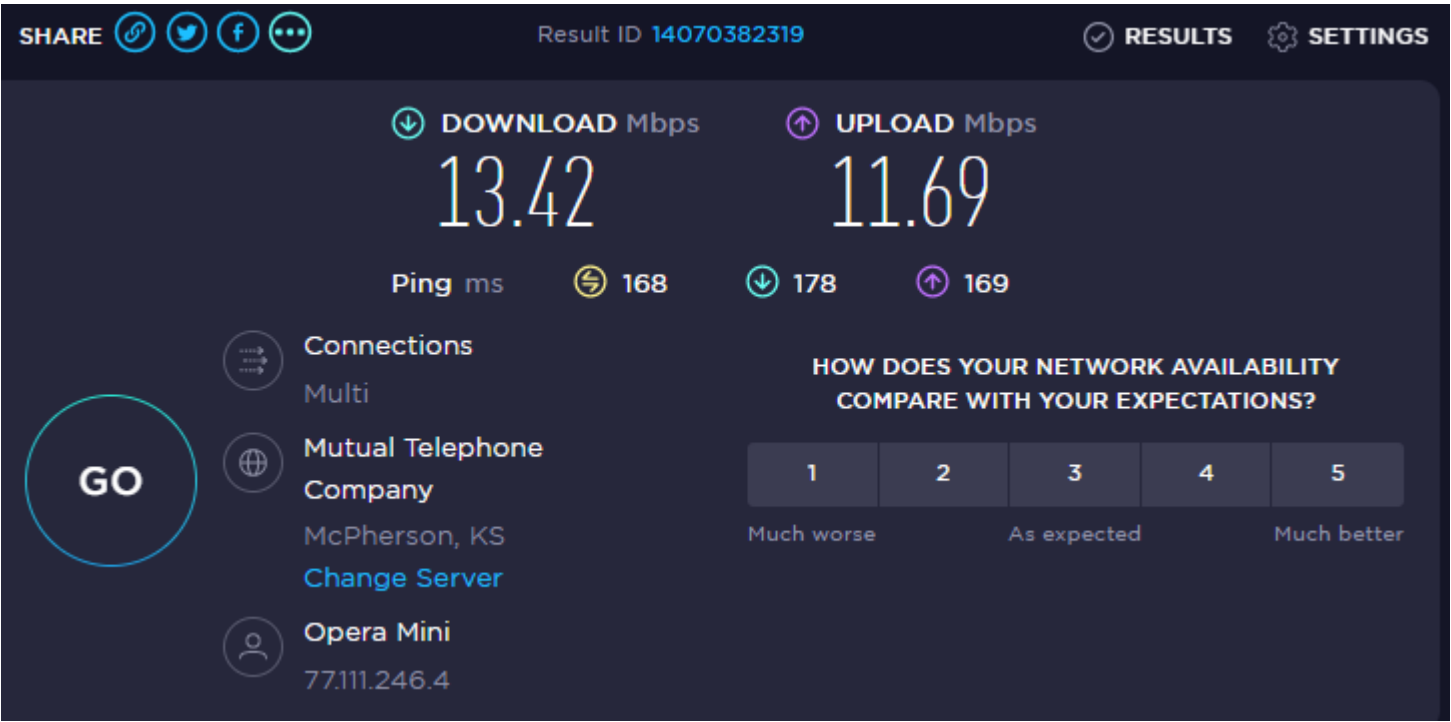 SHARE Result ID 14070382319 RESULTS SETTINGS
DOWNLOAD Mbps UPLOAD Mbps
13.42 11.69
Ping ms 168 178 169
Connections
Multi
Mutual Telephone
Company
McPherson, KS
Change Server
Opera Mini
77.111.246.4
GO
HOW DOES YOUR NETWORK AVAILABILITY
COMPARE WITH YOUR EXPECTATIONS?
1 2 3 4 5
Much worse As expected Much better